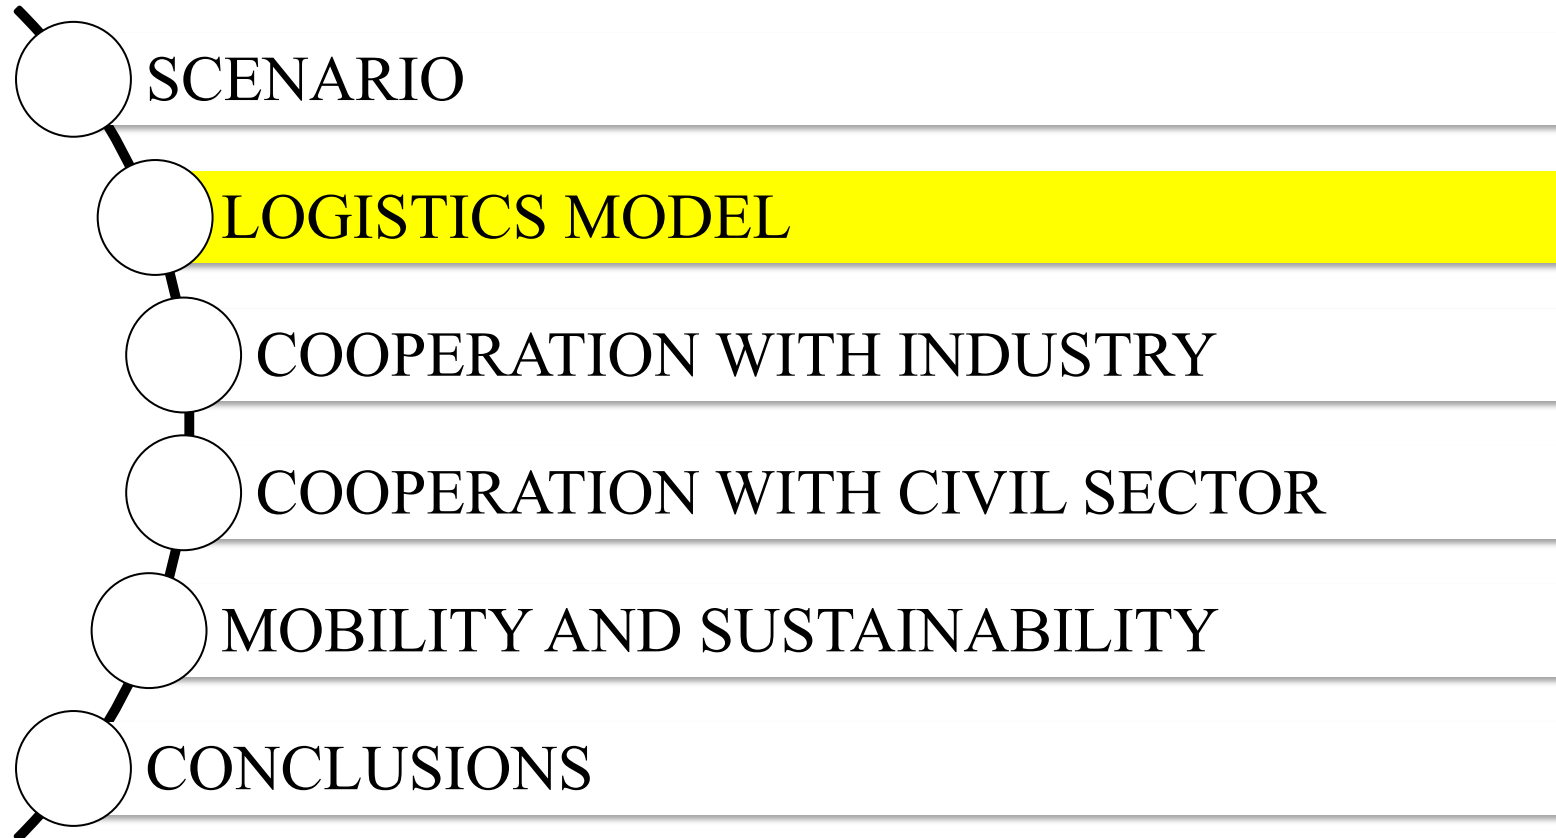 SCENARIO
LOGISTICS MODEL
COOPERATION WITH INDUSTRY
COOPERATION WITH CIVIL SECTOR
MOBILITY AND SUSTAINABILITY
CONCLUSIONS